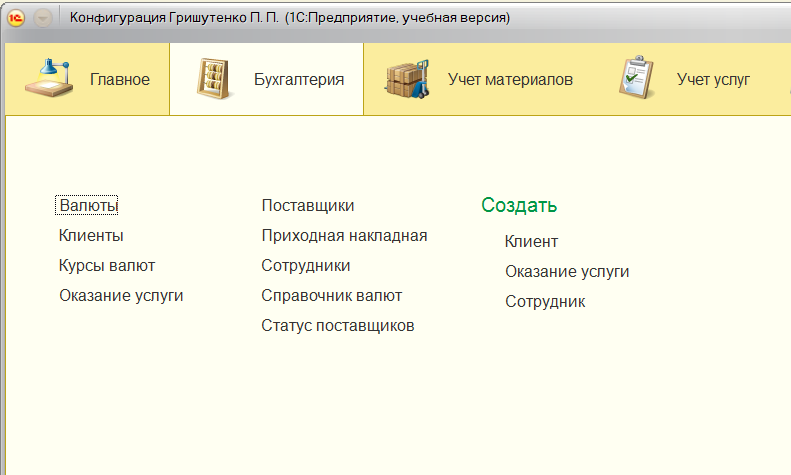 Конфигурация Гришутенко П. П. (1С:Предприятие, учебная версия)
Главное
Бухгалтерия
Учет материалов
Учет услуг
Валюты
Клиенты
Курсы валют
Оказание услуги
Поставщики
Приходная накладная
Сотрудники
Справочник валют
Статус поставщиков
Создать
Клиент
Оказание услуги
Сотрудник